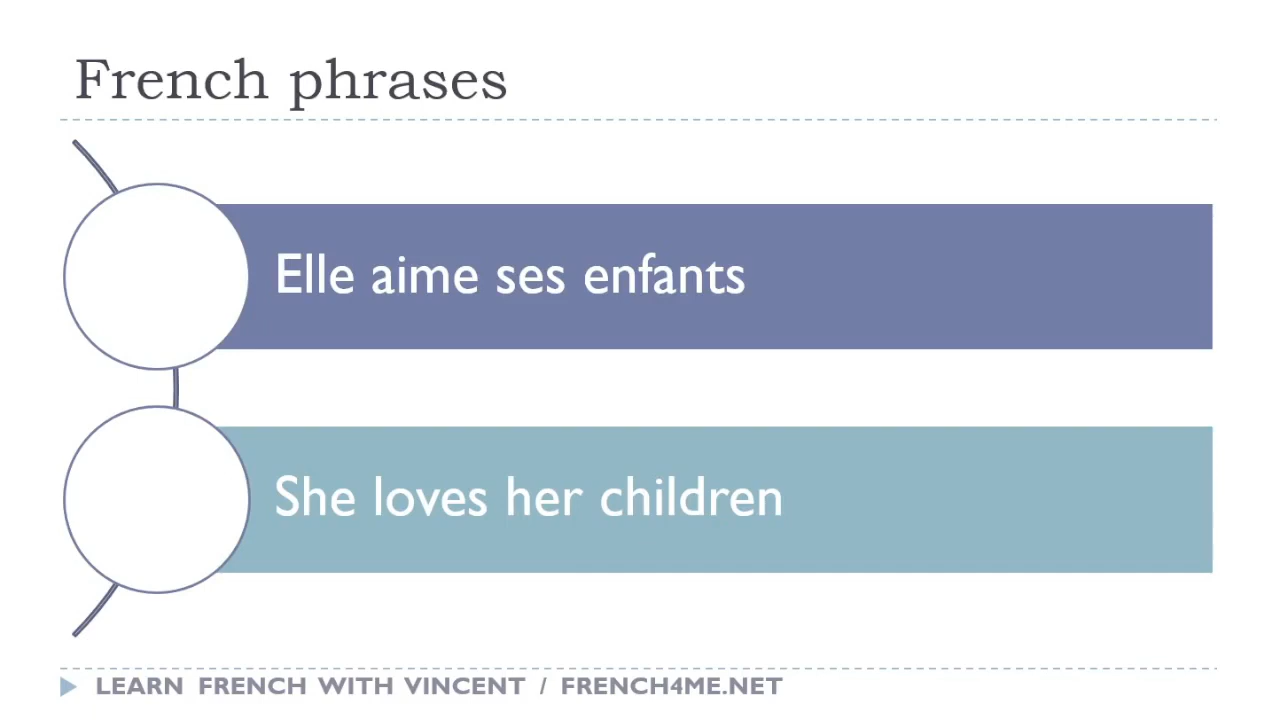 French phrases
Elle aime ses enfants
She loves her children
LEARN FRENCH WITH VINCENT / FRENCH4ME.NET